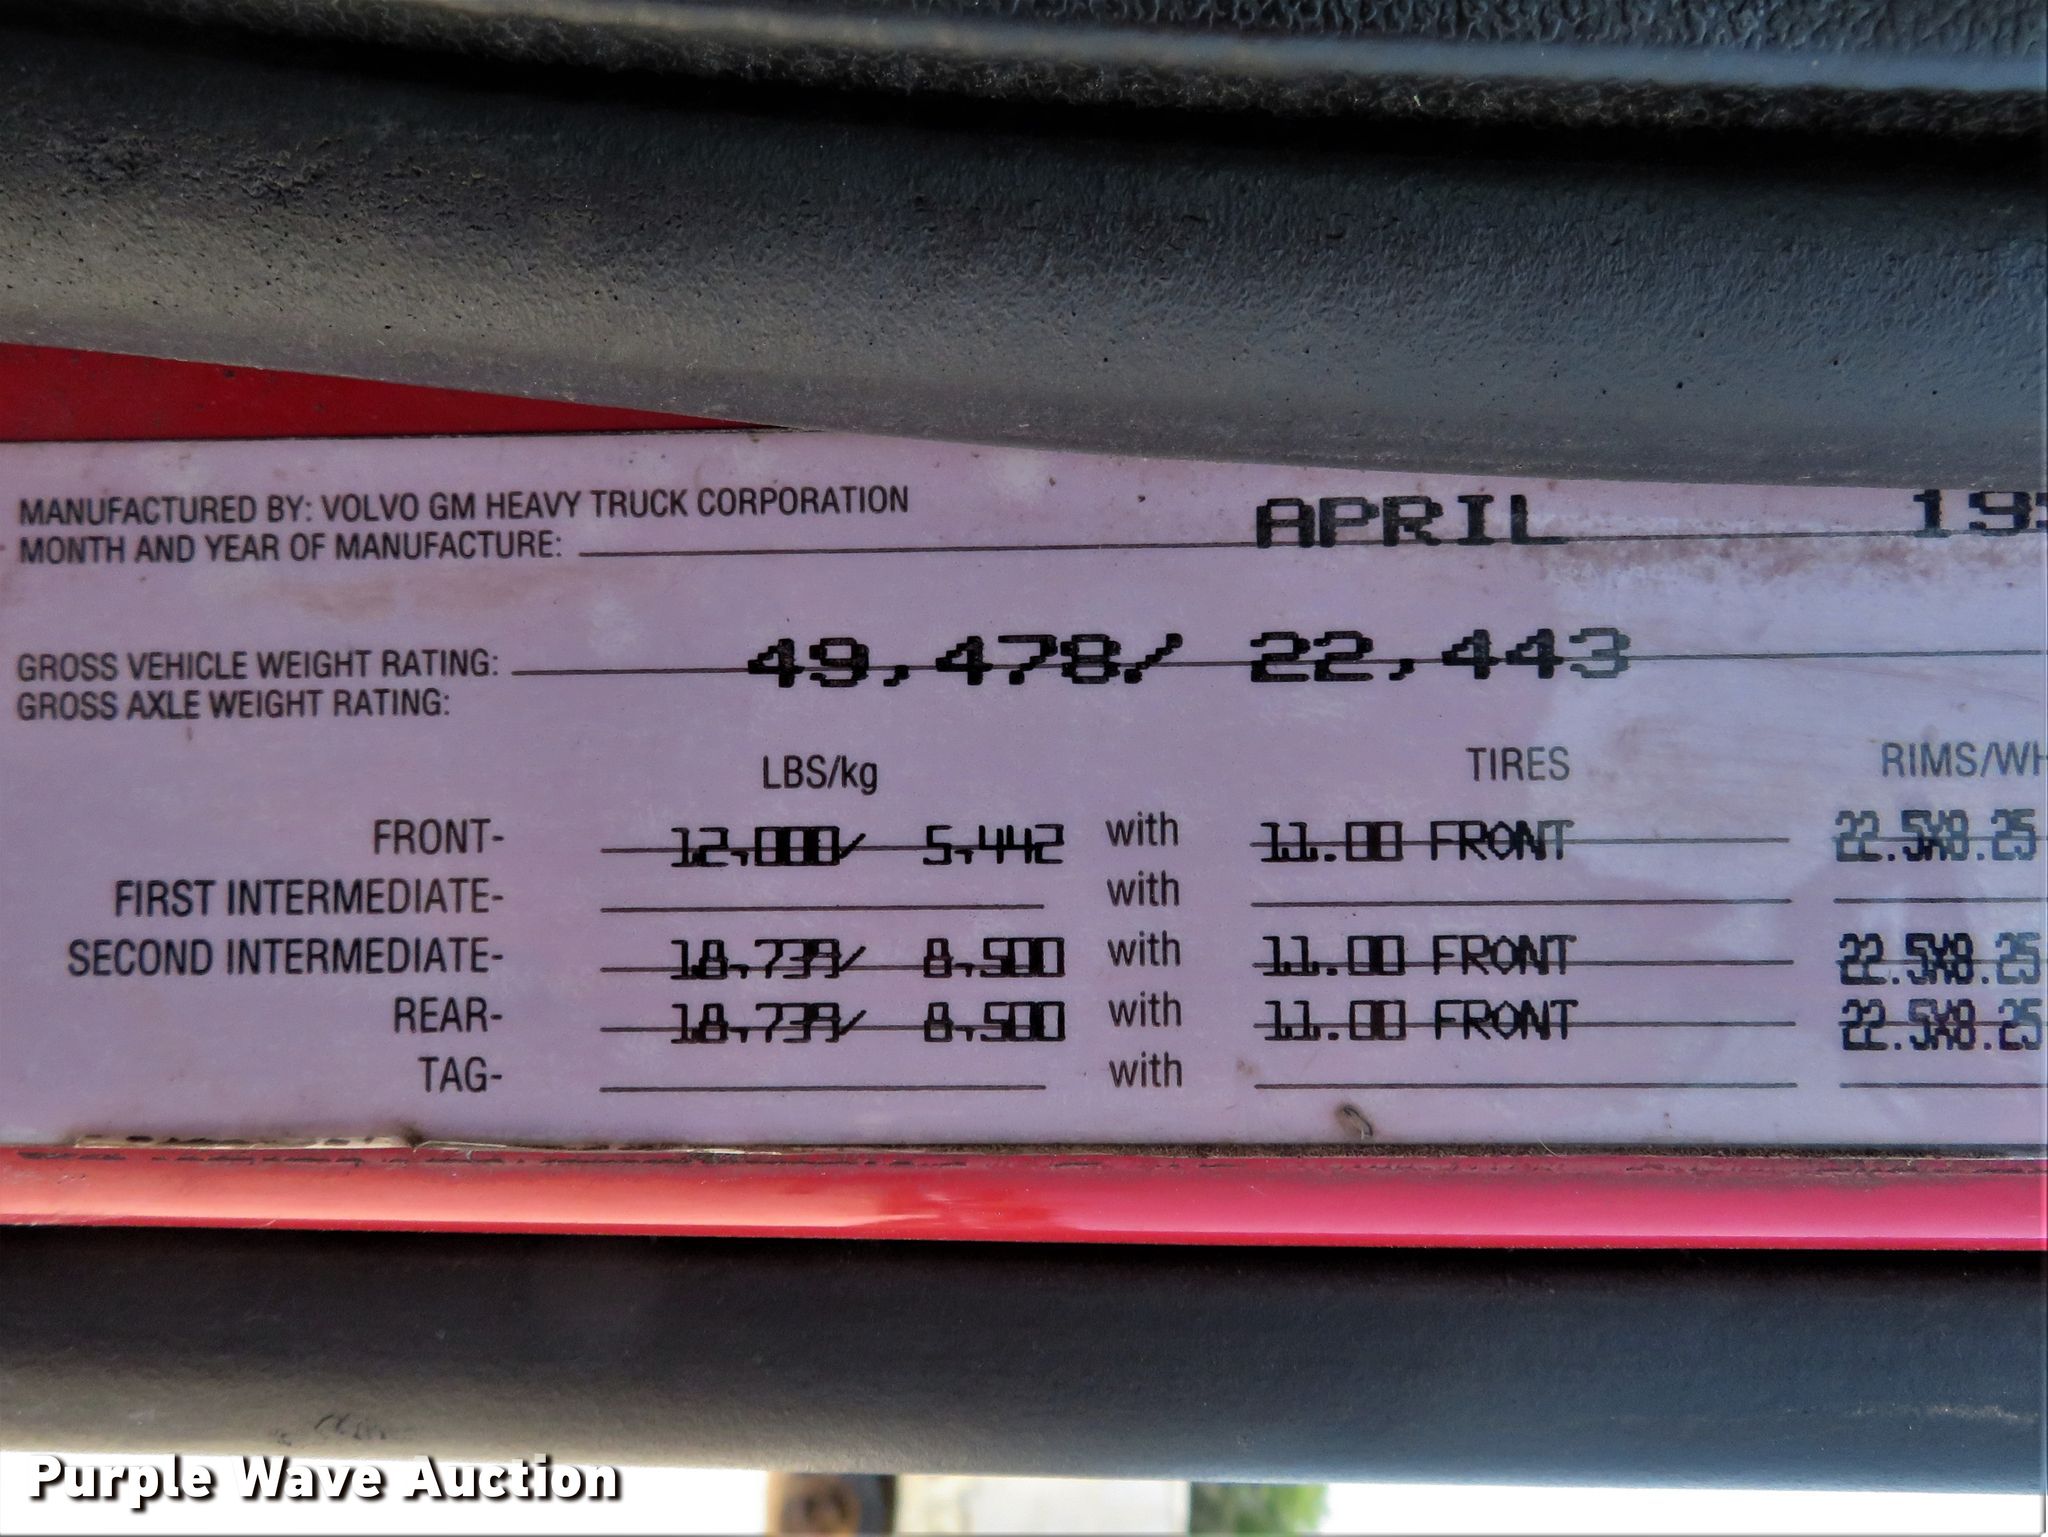 MANUFACTURED BY: VOLVO GM HEAVY TRUCK CORPORATION
MONTH AND YEAR OF MANUFACTURE: APRIL
GROSS VEHICLE WEIGHT RATING: 49,478/ 22,443
GROSS AXLE WEIGHT RATING:
LBS/kg TIRES RIMS/WH
FRONT- 12,000/ 5,442 with 11.00 FRONT 22.5X8.25
FIRST INTERMEDIATE- with
SECOND INTERMEDIATE- 18,739/ 8,500 with 11.00 FRONT 22.5X8.25
REAR- 18,739/ 8,500 with 11.00 FRONT 22.5X8.25
TAG- with
Purple Wave Auction